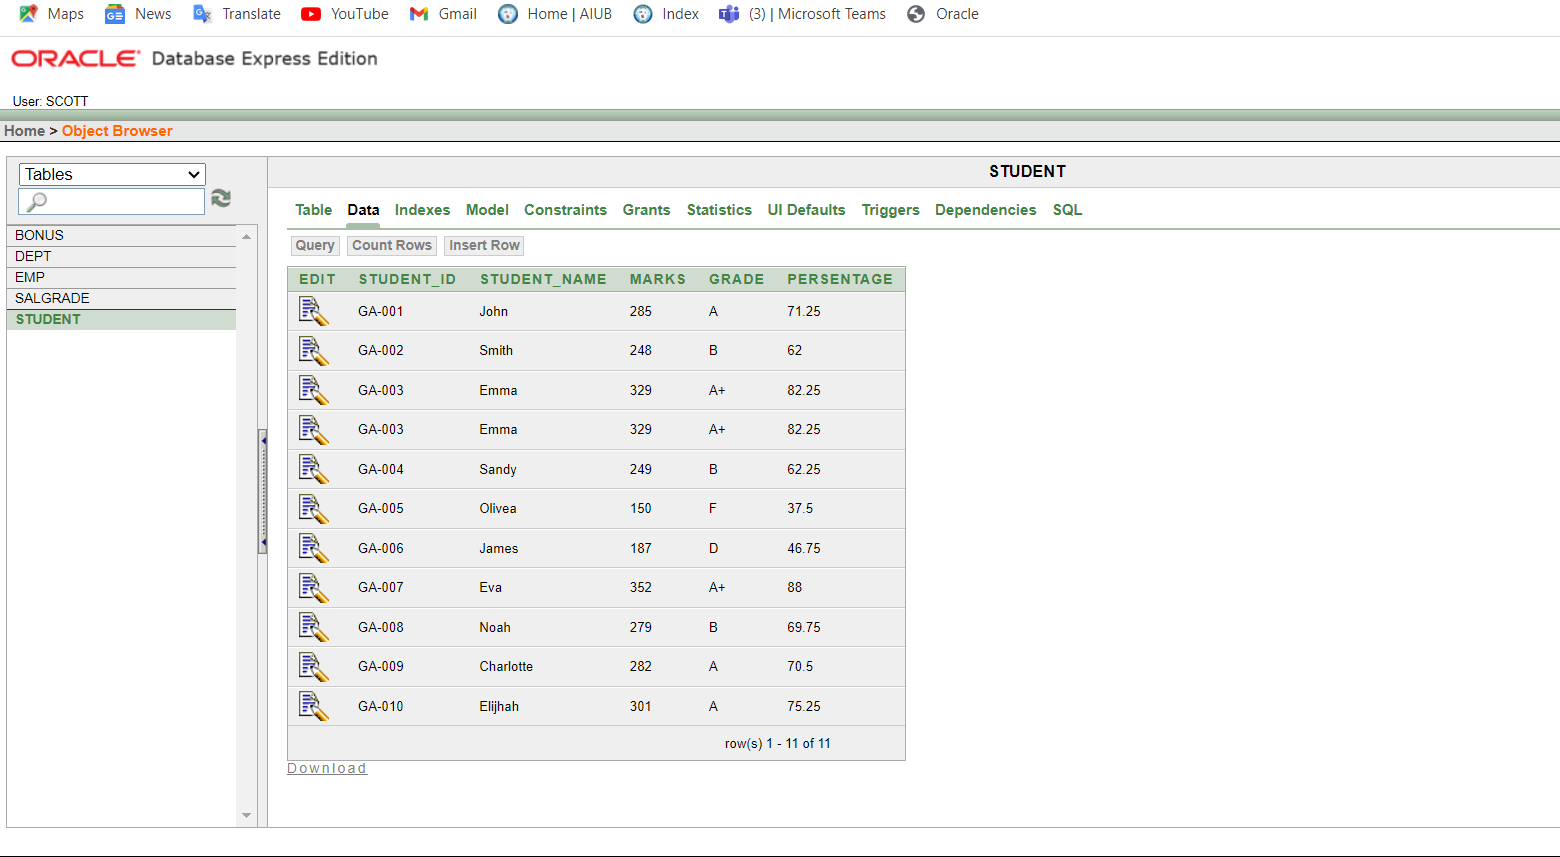 Maps News Translate YouTube Gmail Home | AIUB Index (3) | Microsoft Teams Oracle
ORACLE Database Express Edition
User: SCOTT
Home > Object Browser
Tables
BONUS
DEPT
EMP
SALGRADE
STUDENT
STUDENT
Table Data Indexes Model Constraints Grants Statistics UI Defaults Triggers Dependencies SQL
Query Count Rows Insert Row
EDIT STUDENT_ID STUDENT_NAME MARKS GRADE PERSENTAGE
GA-001 John 285 A 71.25
GA-002 Smith 248 B 62
GA-003 Emma 329 A+ 82.25
GA-003 Emma 329 A+ 82.25
GA-004 Sandy 249 B 62.25
GA-005 Olivea 150 F 37.5
GA-006 James 187 D 46.75
GA-007 Eva 352 A+ 88
GA-008 Noah 279 B 69.75
GA-009 Charlotte 282 A 70.5
GA-010 Elijhah 301 A 75.25
row(s) 1 - 11 of 11
Download